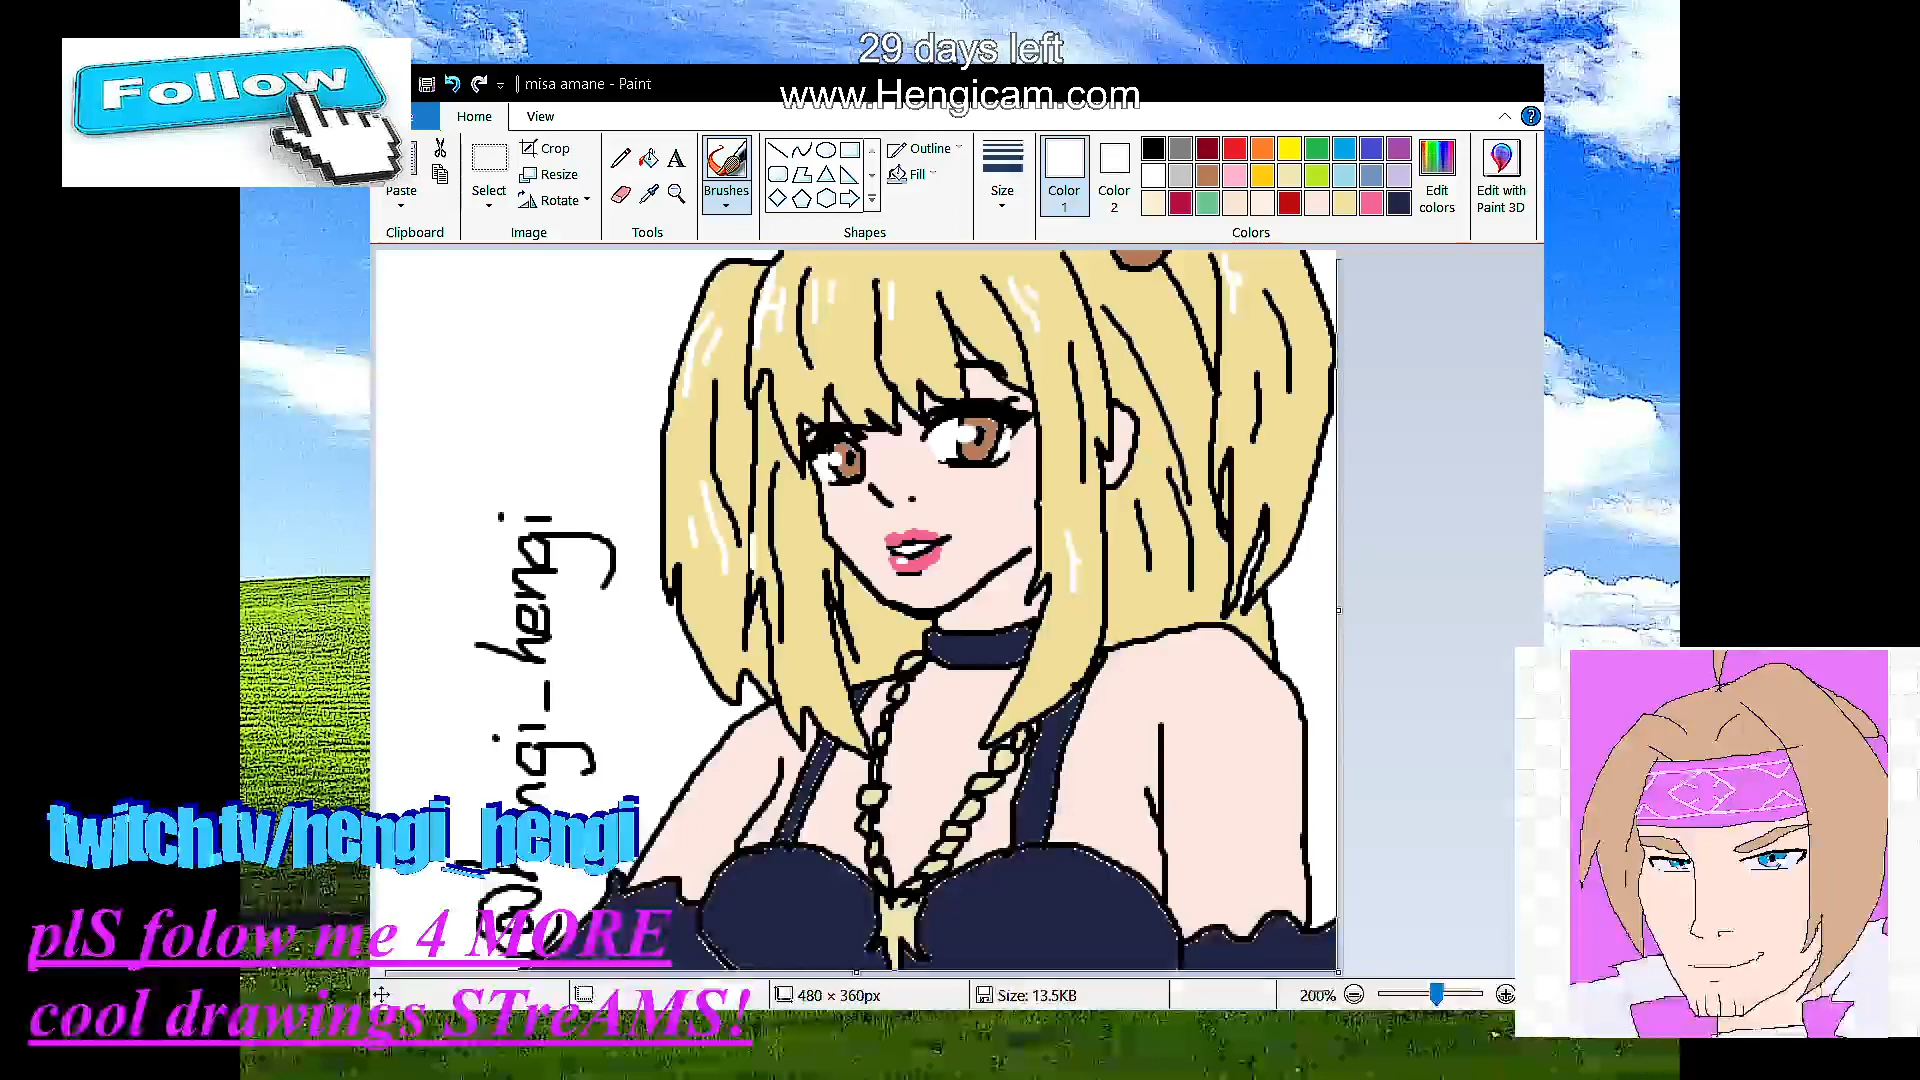 29 days left
www.Hengicam.com
Follow
misa amane - Paint
Home
View
Paste
Clipboard
Select
Crop
Resize
Rotate
Image
A
Tools
Brushes
Outline
Fill
Shapes
Size
Color
1
Color
2
Edit
colors
Colors
Edit with
Paint 3D
@hengi_hengi
twitch.tv/hengi_hengi
plS folow me 4 MORE
cool drawings STreAMS!
480 × 360px
Size: 13.5KB
200%